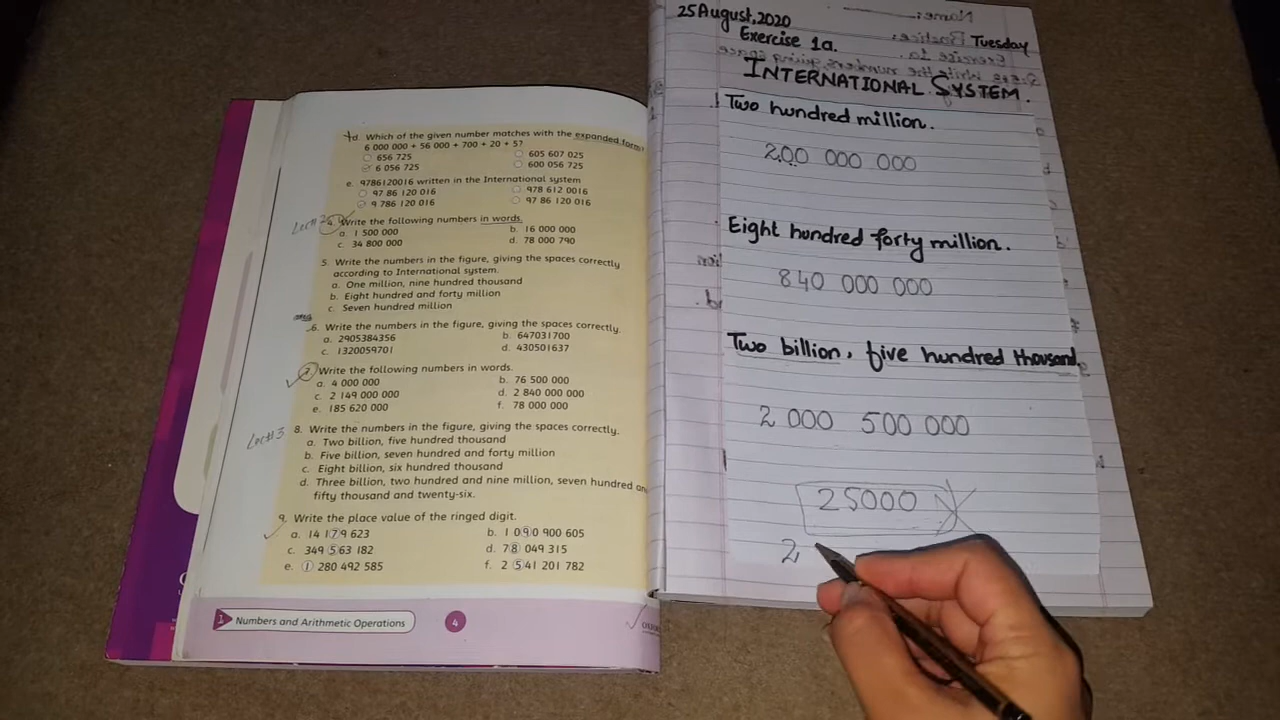 d. Which of the given number matches with the expanded form?
6 000 000 + 56 000 + 700 + 20 + 5?
656 725
605 607 025
6 056 725
600 056 725
e. 9786120016 written in the International system
97 86 120 016
978 612 0016
9 786 120 016
97 86 120 016
Lec# 2
4. Write the following numbers in words.
a. 1 500 000
b. 16 000 000
c. 34 800 000
d. 78 000 790
5. Write the numbers in the figure, giving the spaces correctly
according to International system.
a. One million, nine hundred thousand
b. Eight hundred and forty million
c. Seven hundred million
6. Write the numbers in the figure, giving the spaces correctly.
a. 2905384356
b. 647031700
c. 1320059701
d. 430501637
7. Write the following numbers in words.
a. 4 000 000
b. 76 500 000
c. 2 149 000 000
d. 2 840 000 000
e. 185 620 000
f. 78 000 000
Lec#3
8. Write the numbers in the figure, giving the spaces correctly.
a. Two billion, five hundred thousand
b. Five billion, seven hundred and forty million
c. Eight billion, six hundred thousand
d. Three billion, two hundred and nine million, seven hundred an
fifty thousand and twenty-six.
9. Write the place value of the ringed digit.
a. 14 179 623
b. 1 090 900 605
c. 349 563 182
d. 78 049 315
e. 1 280 492 585
f. 2 541 201 782
1 Numbers and Arithmetic Operations
4
25 August, 2020
Tuesday
Exercise 1a.
INTERNATIONAL SYSTEM.
Two hundred million.
200 000 000
Eight hundred forty million.
840 000 000
Two billion, five hundred thousand.
2 000 500 000
25000
2